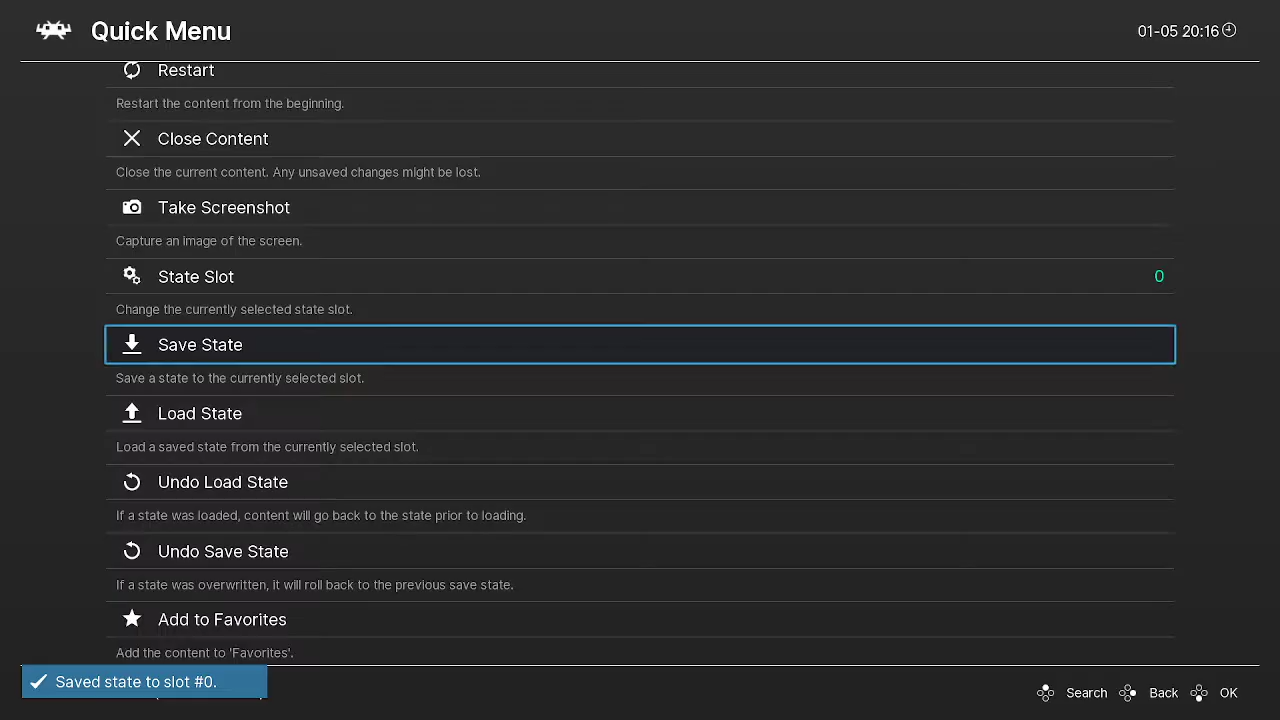 Quick Menu
01-05 20:16
Restart
Restart the content from the beginning.
Close Content
Close the current content. Any unsaved changes might be lost.
Take Screenshot
Capture an image of the screen.
State Slot 0
Change the currently selected state slot.
Save State
Save a state to the currently selected slot.
Load State
Load a saved state from the currently selected slot.
Undo Load State
If a state was loaded, content will go back to the state prior to loading.
Undo Save State
If a state was overwritten, it will roll back to the previous save state.
Add to Favorites
Add the content to 'Favorites'.
Saved state to slot #0.
Search Back OK